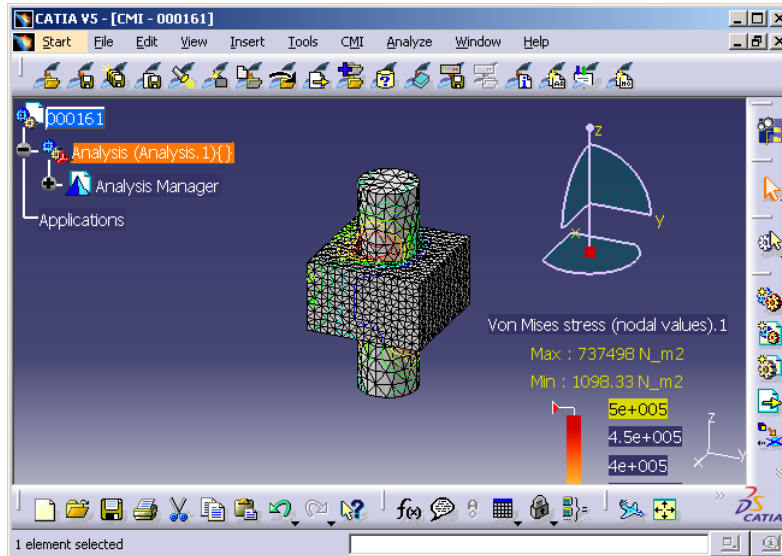 CATIA V5 - [CMI - 000161]
Start File Edit View Insert Tools CMI Analyze Window Help
000161
Analysis (Analysis.1){}
Analysis Manager
Applications
z
y
x
Von Mises stress (nodal values).1
Max : 737498 N_m2
Min : 1098.33 N_m2
5e+005
4.5e+005
4e+005
z
x
y
f(x)
DS
CATIA
1 element selected